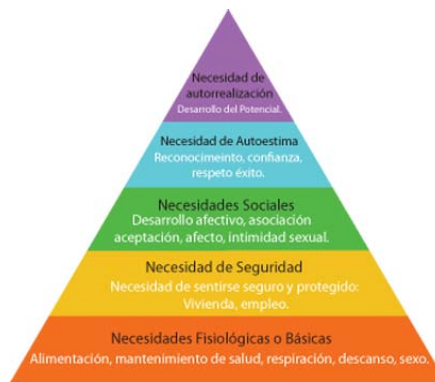 Necesidad de
autorrealización
Desarrollo del Potencial.
Necesidad de Autoestima
Reconocimeinto, confianza,
respeto éxito.
Necesidades Sociales
Desarrollo afectivo, asociación
aceptación, afecto, intimidad sexual.
Necesidad de Seguridad
Necesidad de sentirse seguro y protegido:
Vivienda, empleo.
Necesidades Fisiológicas o Básicas
Alimentación, mantenimiento de salud, respiración, descanso, sexo.